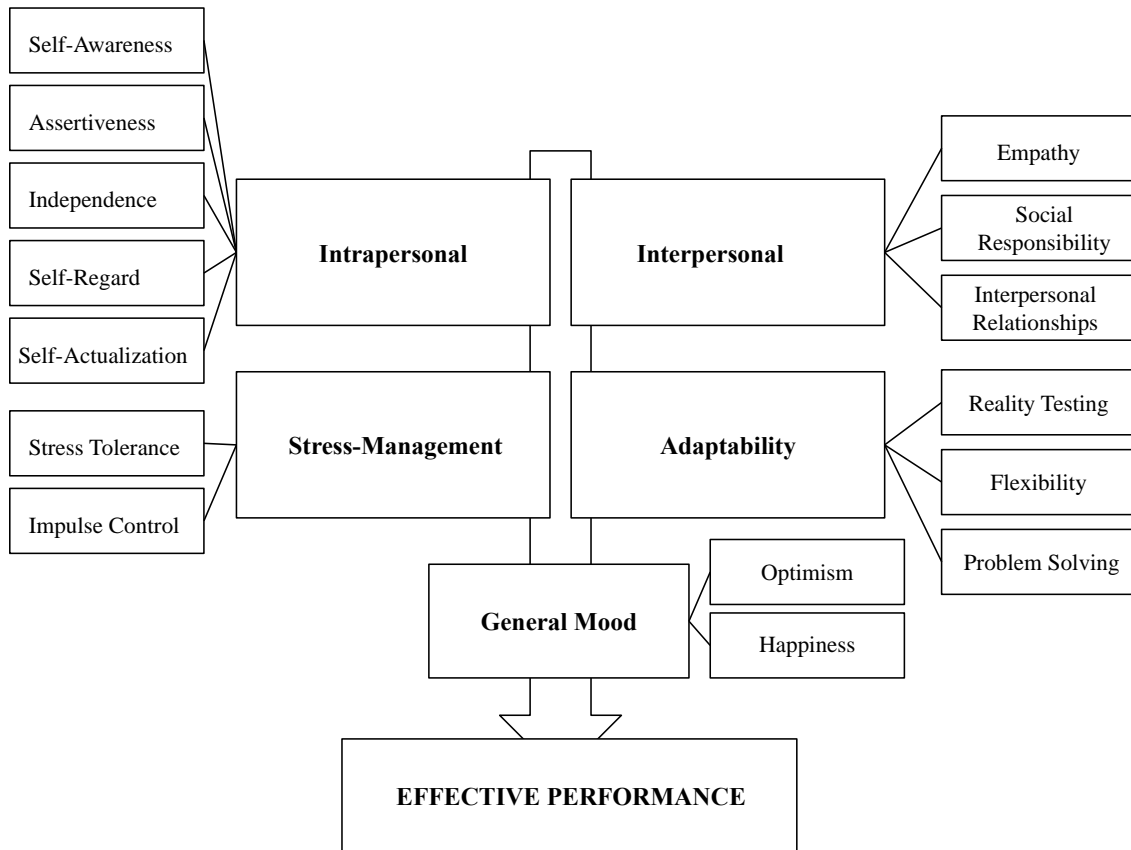 Self-Awareness
Assertiveness
Independence
Self-Regard
Self-Actualization
Intrapersonal
Interpersonal
Empathy
Social
Responsibility
Interpersonal
Relationships
Stress Tolerance
Impulse Control
Stress-Management
Adaptability
Reality Testing
Flexibility
Problem Solving
General Mood
Optimism
Happiness
EFFECTIVE PERFORMANCE